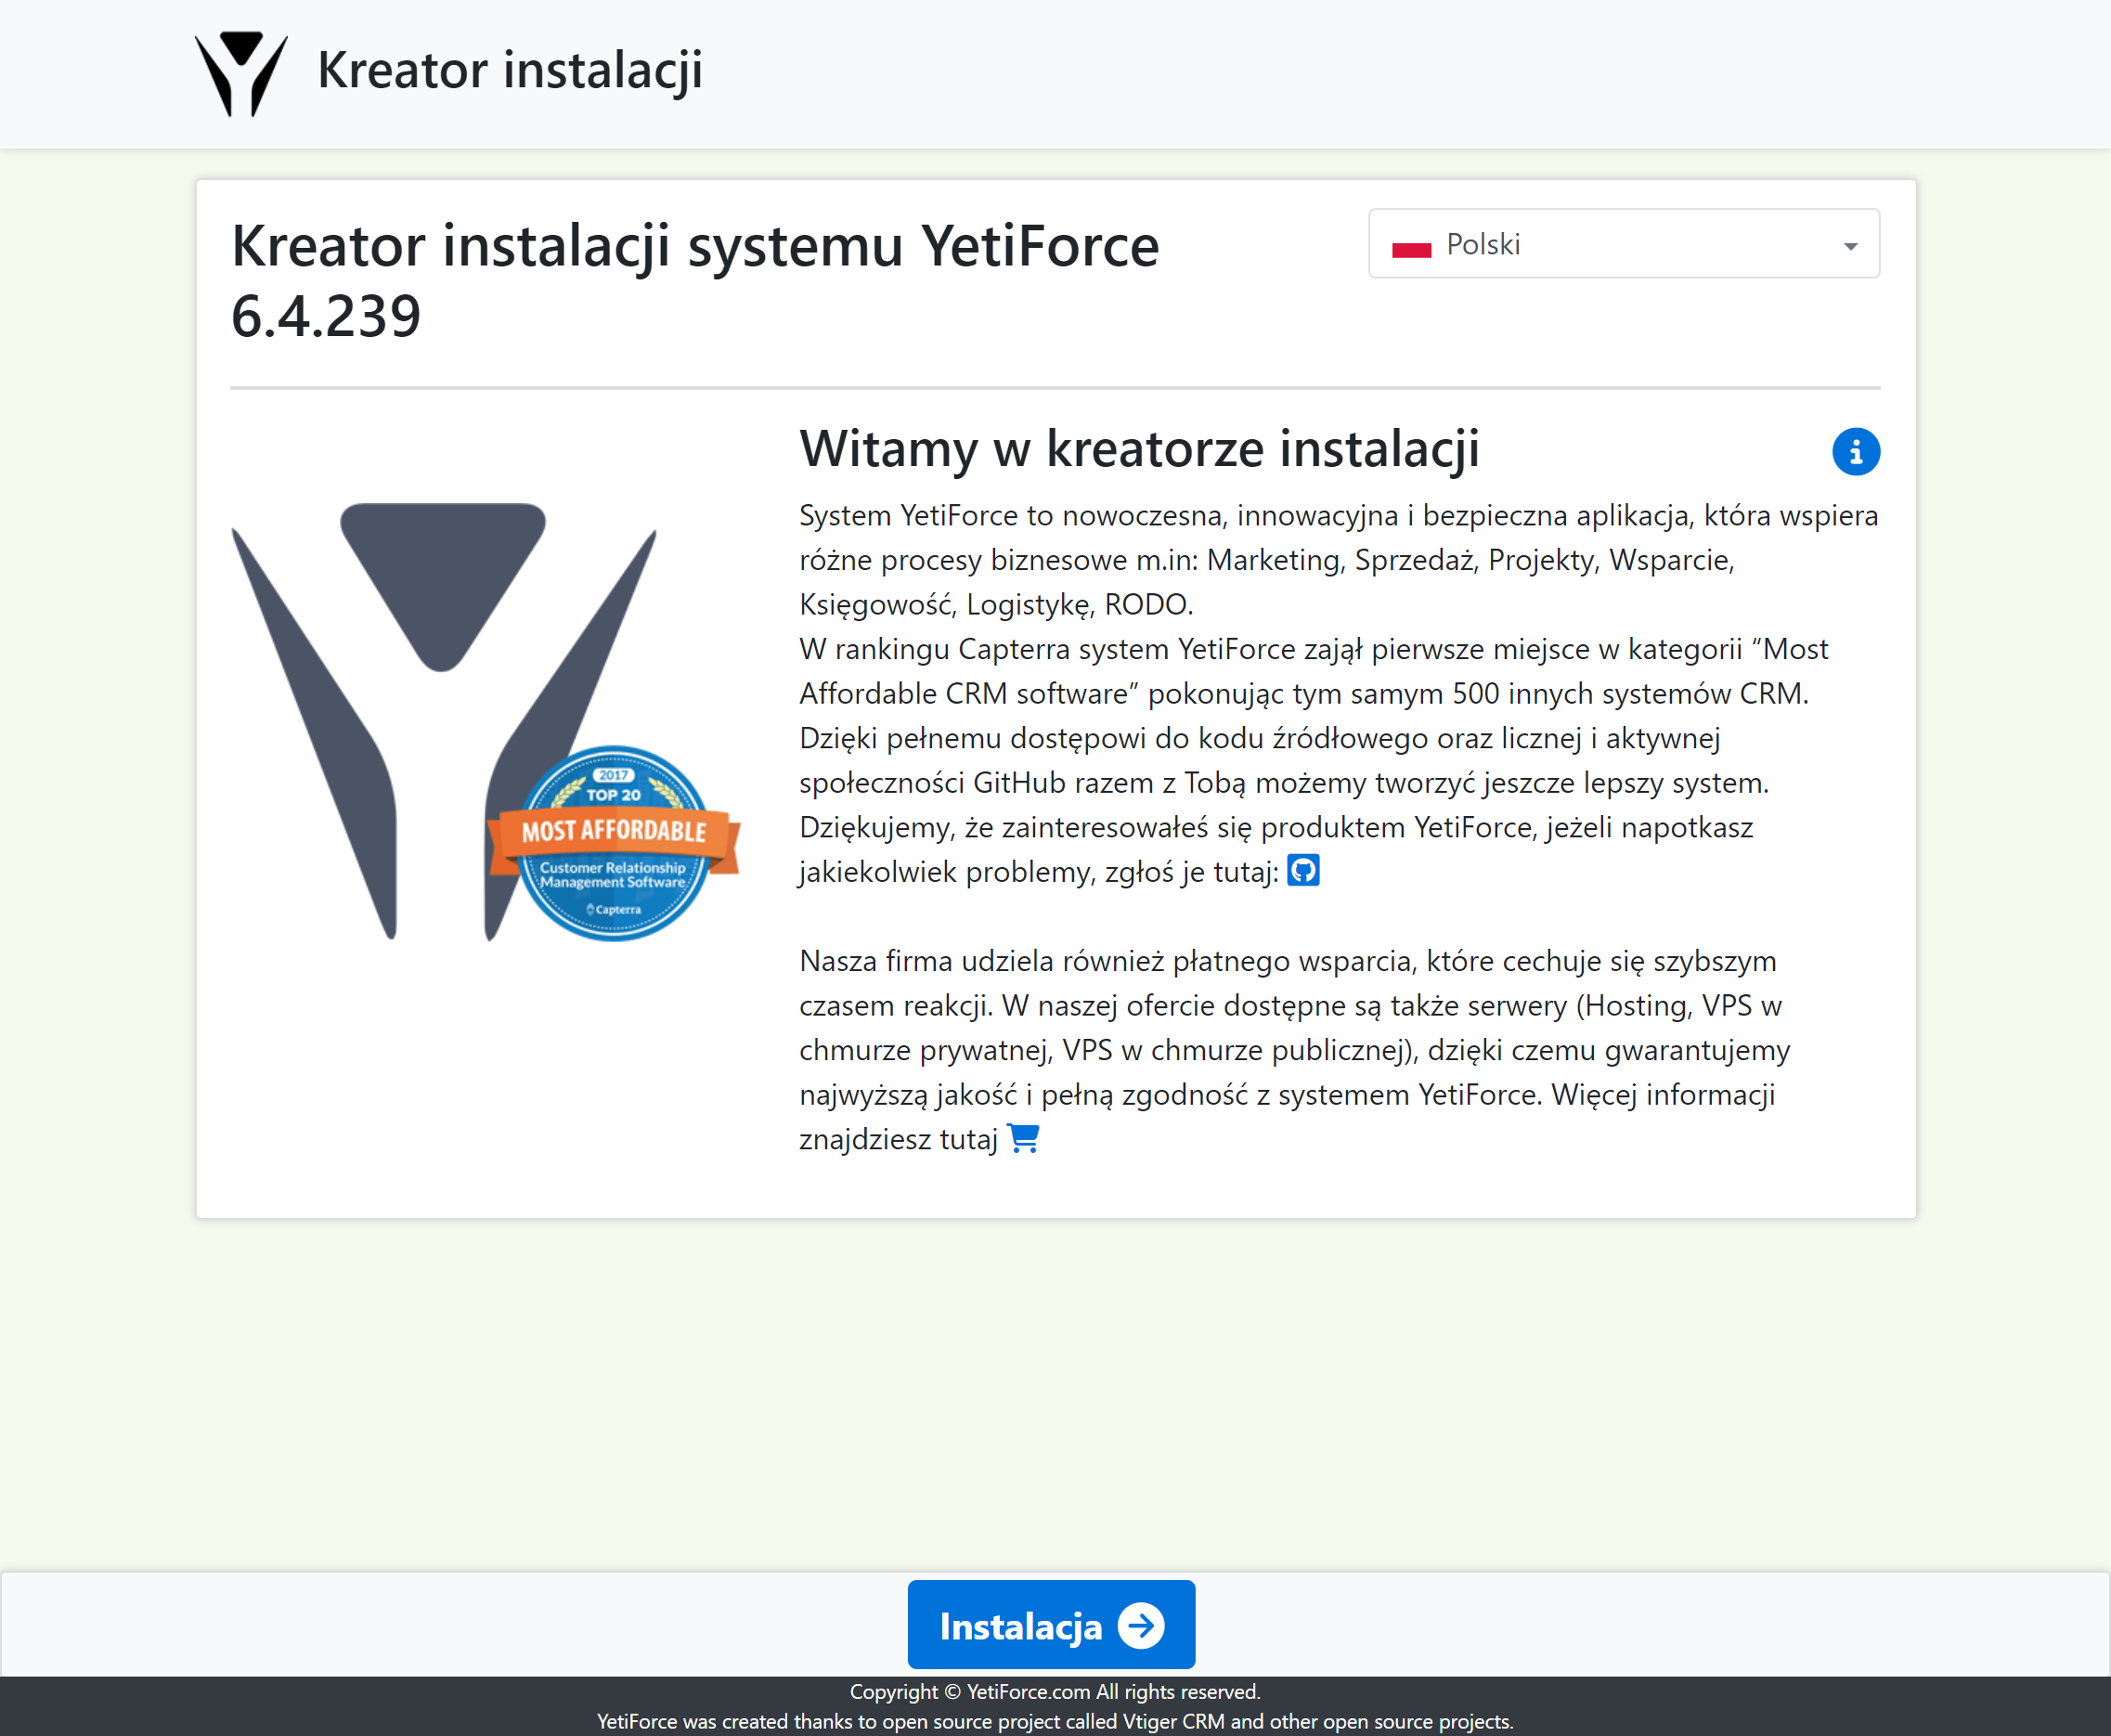 Kreator instalacji
Kreator instalacji systemu YetiForce
6.4.239
Polski
Witamy w kreatorze instalacji
System YetiForce to nowoczesna, innowacyjna i bezpieczna aplikacja, która wspiera
różne procesy biznesowe m.in: Marketing, Sprzedaż, Projekty, Wsparcie,
Księgowość, Logistykę, RODO.
W rankingu Capterra system YetiForce zajął pierwsze miejsce w kategorii “Most
Affordable CRM software” pokonując tym samym 500 innych systemów CRM.
Dzięki pełnemu dostępowi do kodu źródłowego oraz licznej i aktywnej
społeczności GitHub razem z Tobą możemy tworzyć jeszcze lepszy system.
Dziękujemy, że zainteresowałeś się produktem YetiForce, jeżeli napotkasz
jakiekolwiek problemy, zgłoś je tutaj:
Nasza firma udziela również płatnego wsparcia, które cechuje się szybszym
czasem reakcji. W naszej ofercie dostępne są także serwery (Hosting, VPS w
chmurze prywatnej, VPS w chmurze publicznej), dzięki czemu gwarantujemy
najwyższą jakość i pełną zgodność z systemem YetiForce. Więcej informacji
znajdziesz tutaj
2017
TOP 20
MOST AFFORDABLE
Customer Relationship
Management Software
Capterra
Instalacja
Copyright © YetiForce.com All rights reserved.
YetiForce was created thanks to open source project called Vtiger CRM and other open source projects.